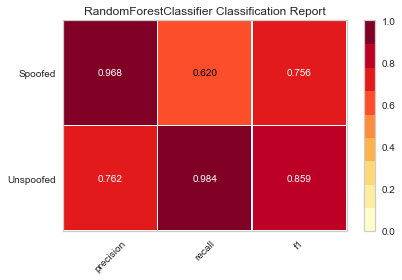 RandomForestClassifier Classification Report
Spoofed 0.968 0.620 0.756
Unspoofed 0.762 0.984 0.859
precision recall f1
1.0
0.8
0.6
0.4
0.2
0.0